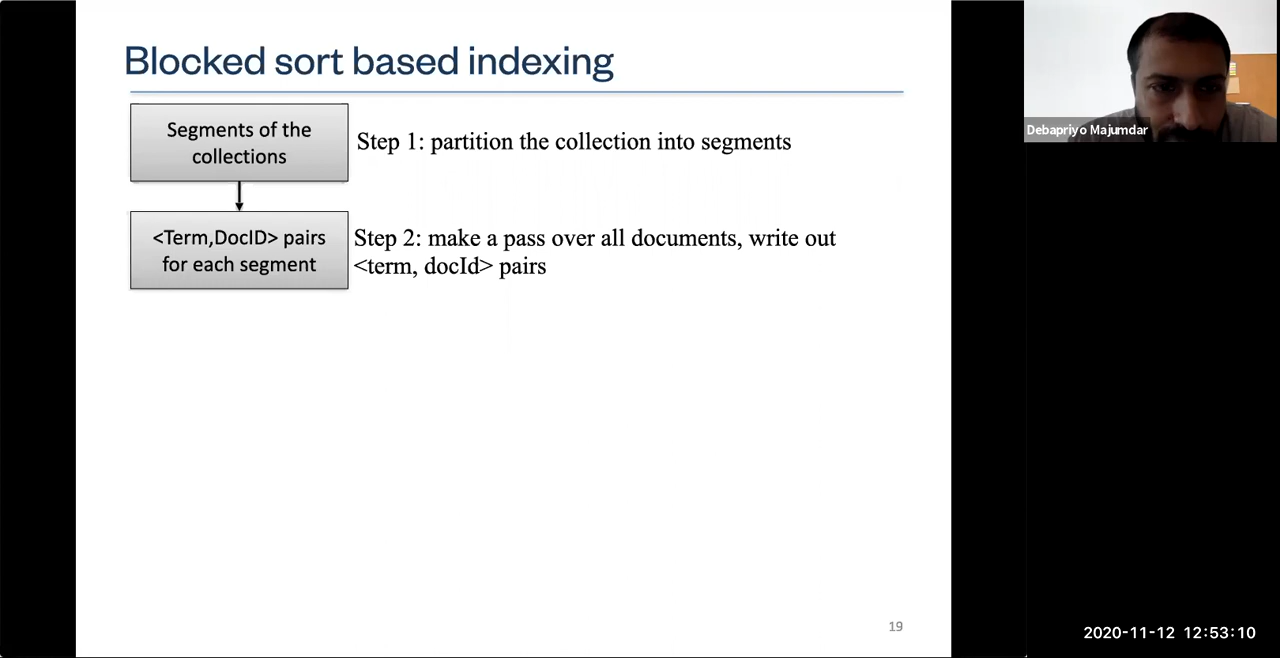 Blocked sort based indexing
Segments of the
collections
Step 1: partition the collection into segments
<Term,DocID> pairs
for each segment
Step 2: make a pass over all documents, write out
<term, docId> pairs
19
Debapriyo Majumdar
2020-11-12 12:53:10